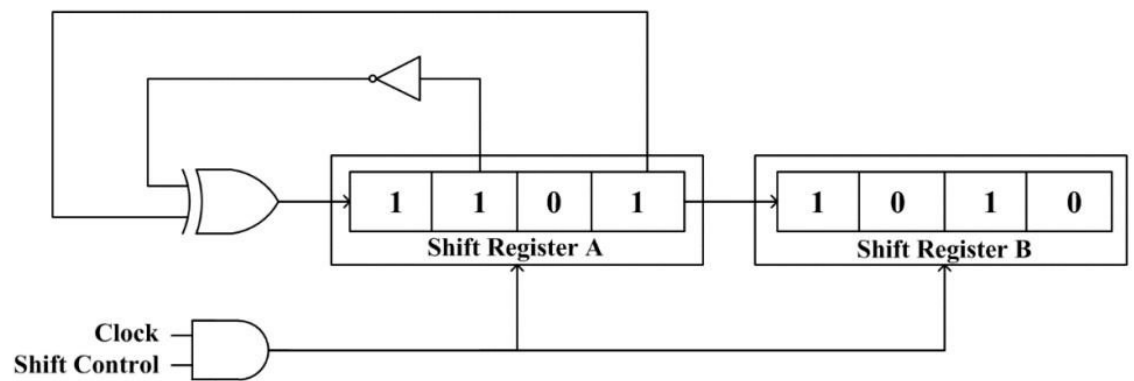 1 1 0 1
1 0 1 0
Shift Register A
Shift Register B
Clock
Shift Control